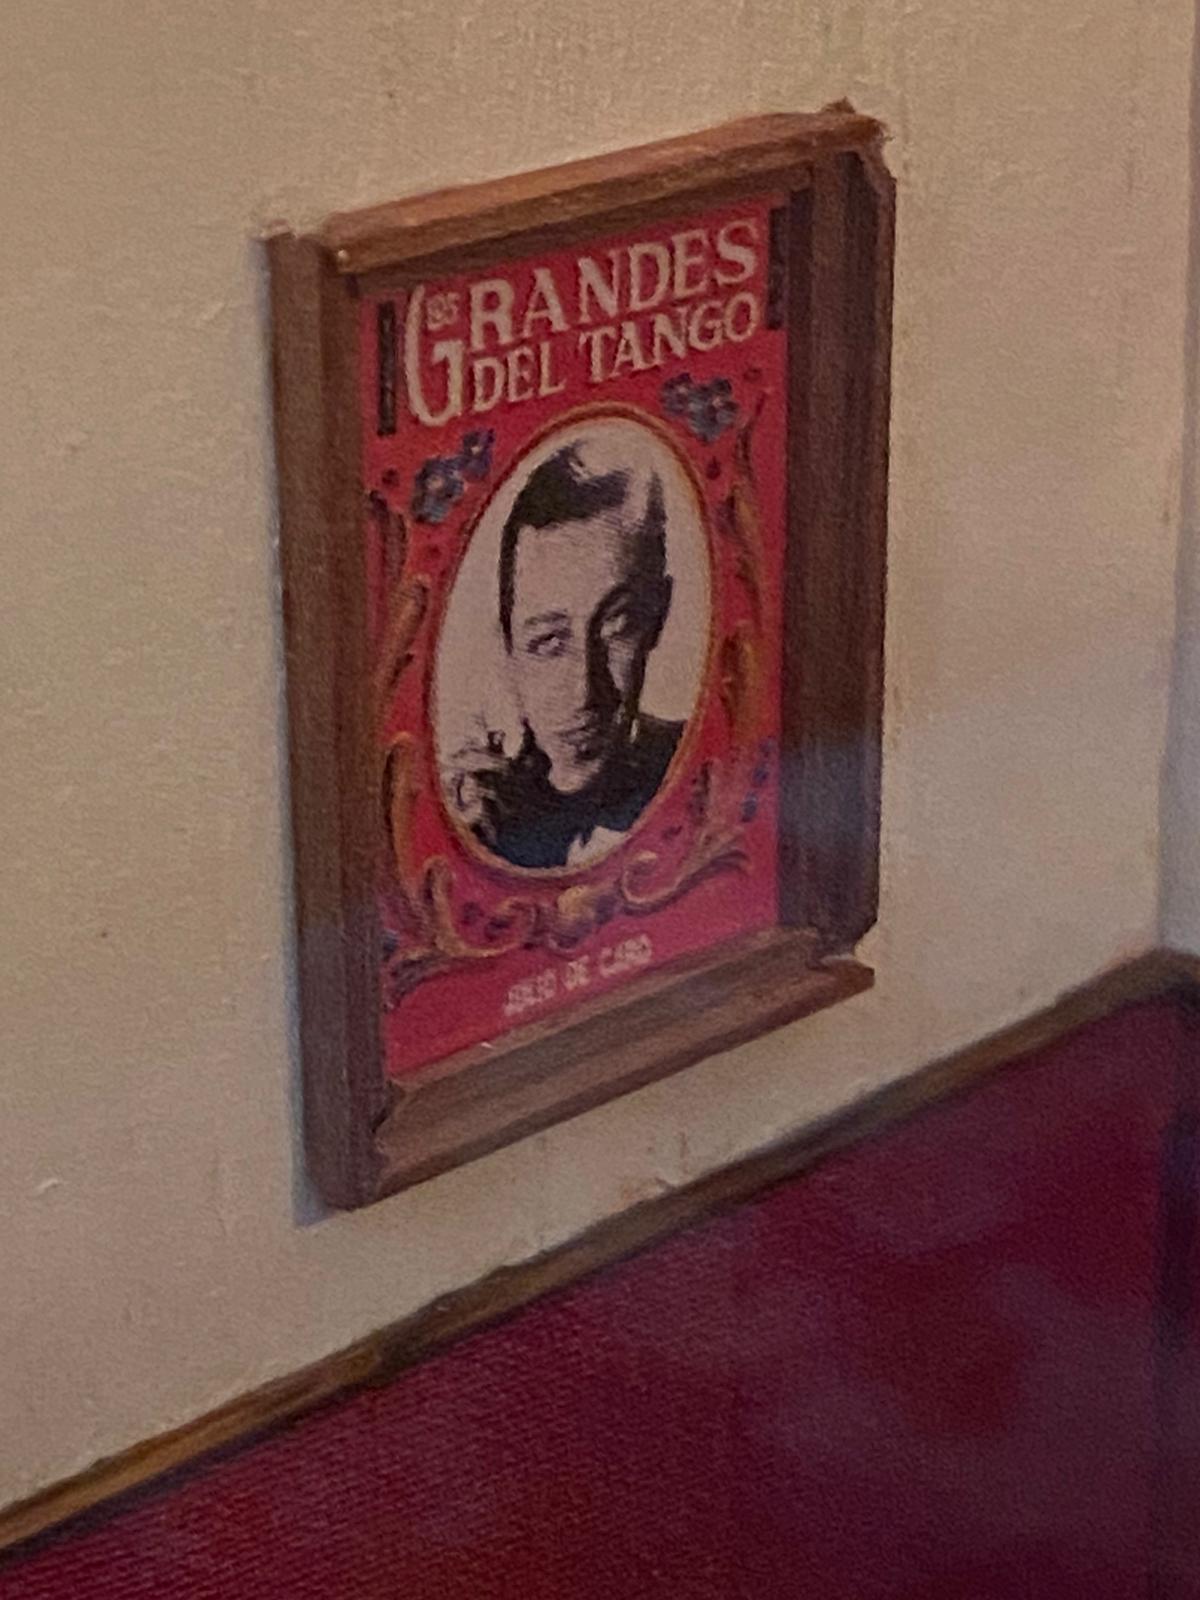 LOS GRANDES
DEL TANGO
JULIO DE CARO